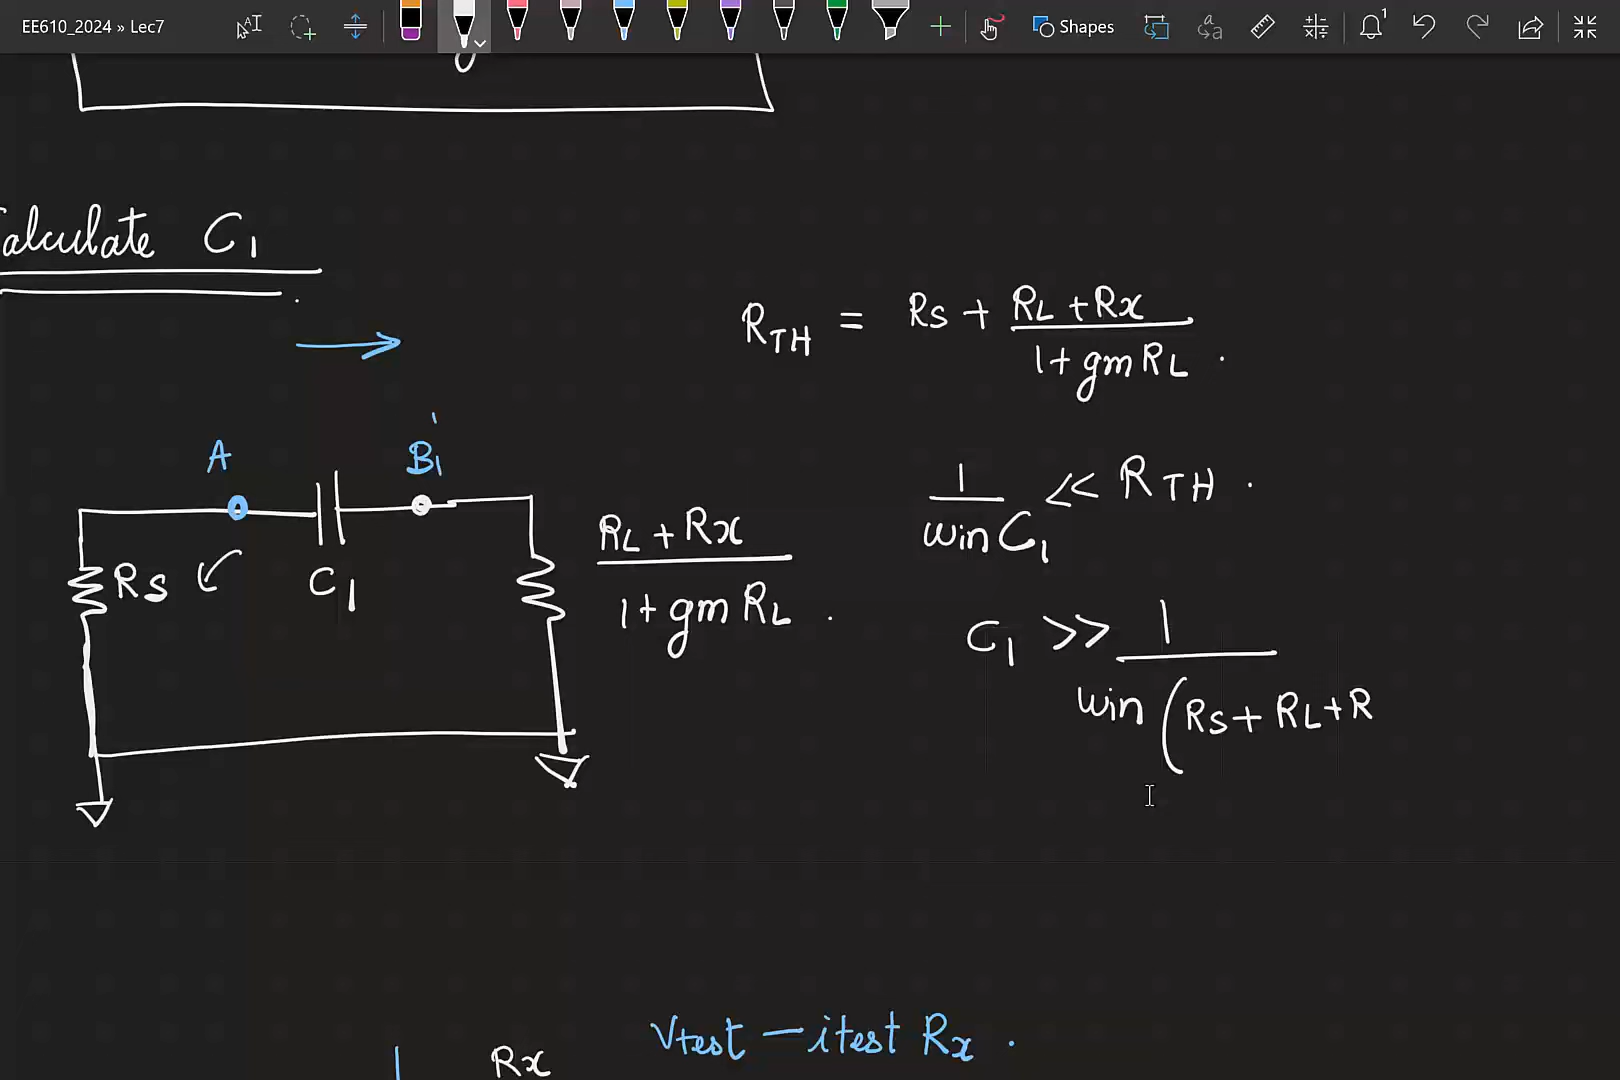 EE610_2024 » Lec7
Shapes
1
alculate C1
RTH = RS + RL + Rx / 1 + gm RL .
A
B1'
1 / win C1 << RTH .
RS
C1
RL + Rx / 1 + gm RL .
C1 >> 1 / win (RS + RL + R
Vtest - itest Rx .
Rx